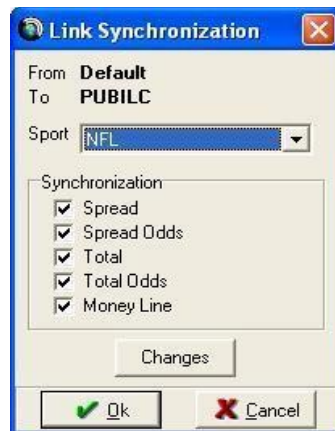 Link Synchronization
From Default
To PUBILC
Sport NFL
Synchronization
Spread
Spread Odds
Total
Total Odds
Money Line
Changes
Ok Cancel